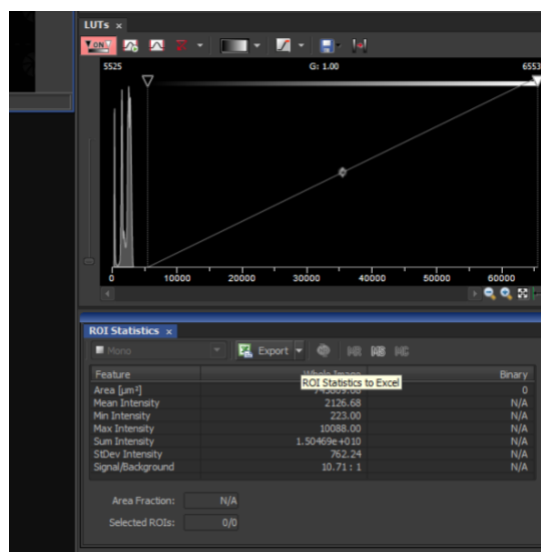 LUTs ×
ON
5525 G: 1.00 6553
0 10000 20000 30000 40000 50000 60000
ROI Statistics ×
Mono Export
Feature Whole Image Binary
ROI Statistics to Excel
Area [µm²] 0
Mean Intensity 2126.68 N/A
Min Intensity 223.00 N/A
Max Intensity 10088.00 N/A
Sum Intensity 1.50469e+010 N/A
StDev Intensity 762.24 N/A
Signal/Background 10.71 : 1 N/A
Area Fraction: N/A
Selected ROIs: 0/0